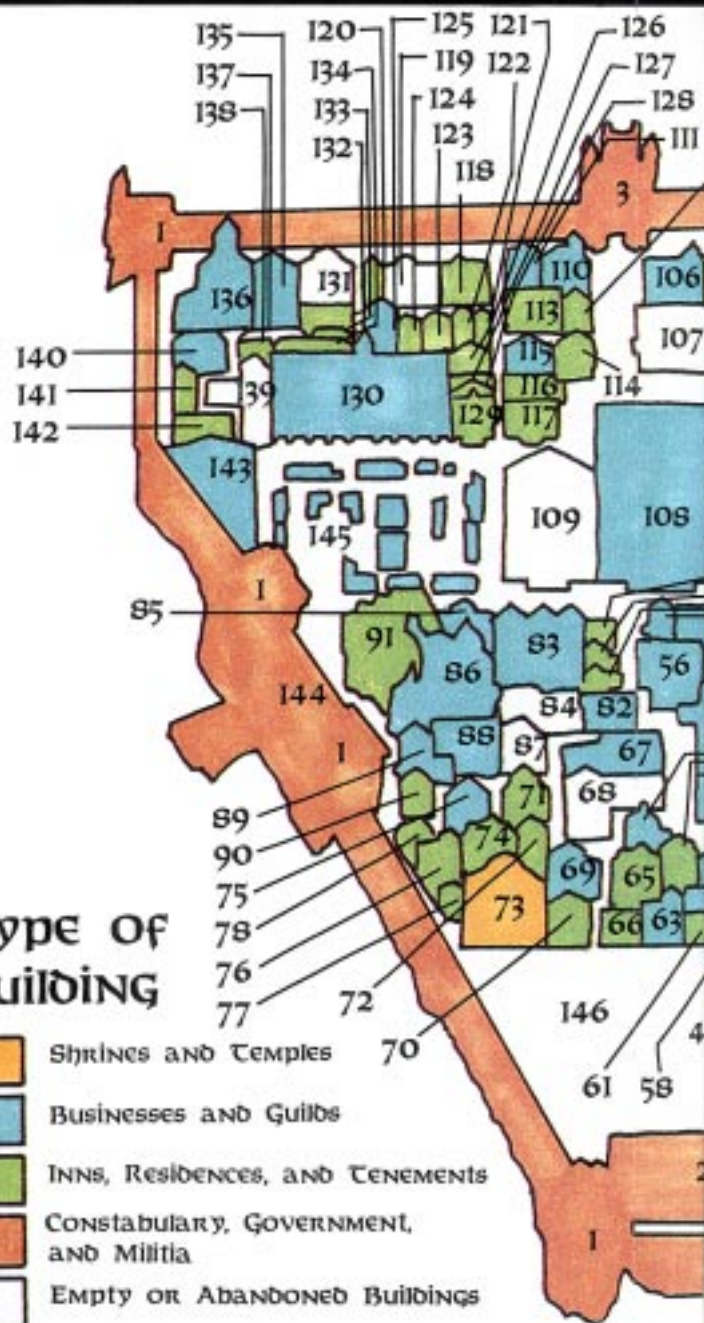 135 120 125 121 126
137 134 119 122 127
138 133 124 128
132 123 111
118
3
1
131 110 106
136 113
107
140 115
141 39 130 116 114
142 129 117
143
109 108
145
1
85
91 83
86 56
144 84 82
88 87 67
1
71 68
89
90 74
75 69 65
78 73 66 63
76
77 72
146
70 4
61 58
ype of
uilding
Shrines and Temples
Businesses and Guilds
Inns, Residences, and Tenements
Constabulary, Government,
and Militia
Empty or Abandoned Buildings
2
1